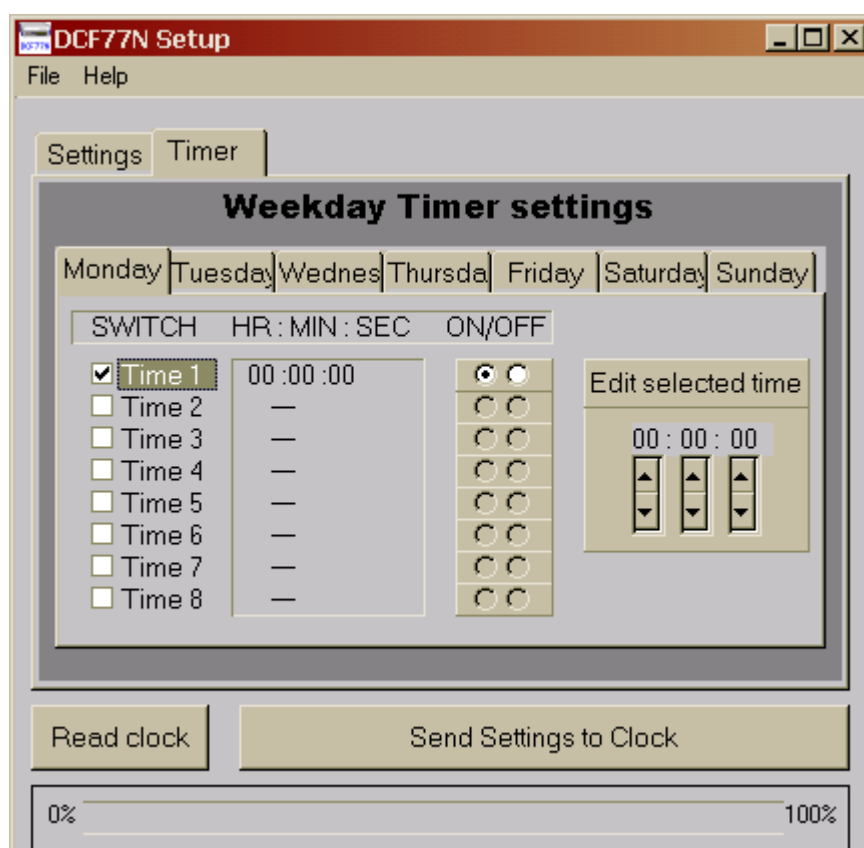 DCF77N Setup
File Help
Settings Timer
Weekday Timer settings
Monday Tuesday Wednes Thursda Friday Saturday Sunday
SWITCH HR : MIN : SEC ON/OFF
Time 1 00 :00 :00
Time 2 —
Time 3 —
Time 4 —
Time 5 —
Time 6 —
Time 7 —
Time 8 —
Edit selected time
00 : 00 : 00
Read clock Send Settings to Clock
0% 100%